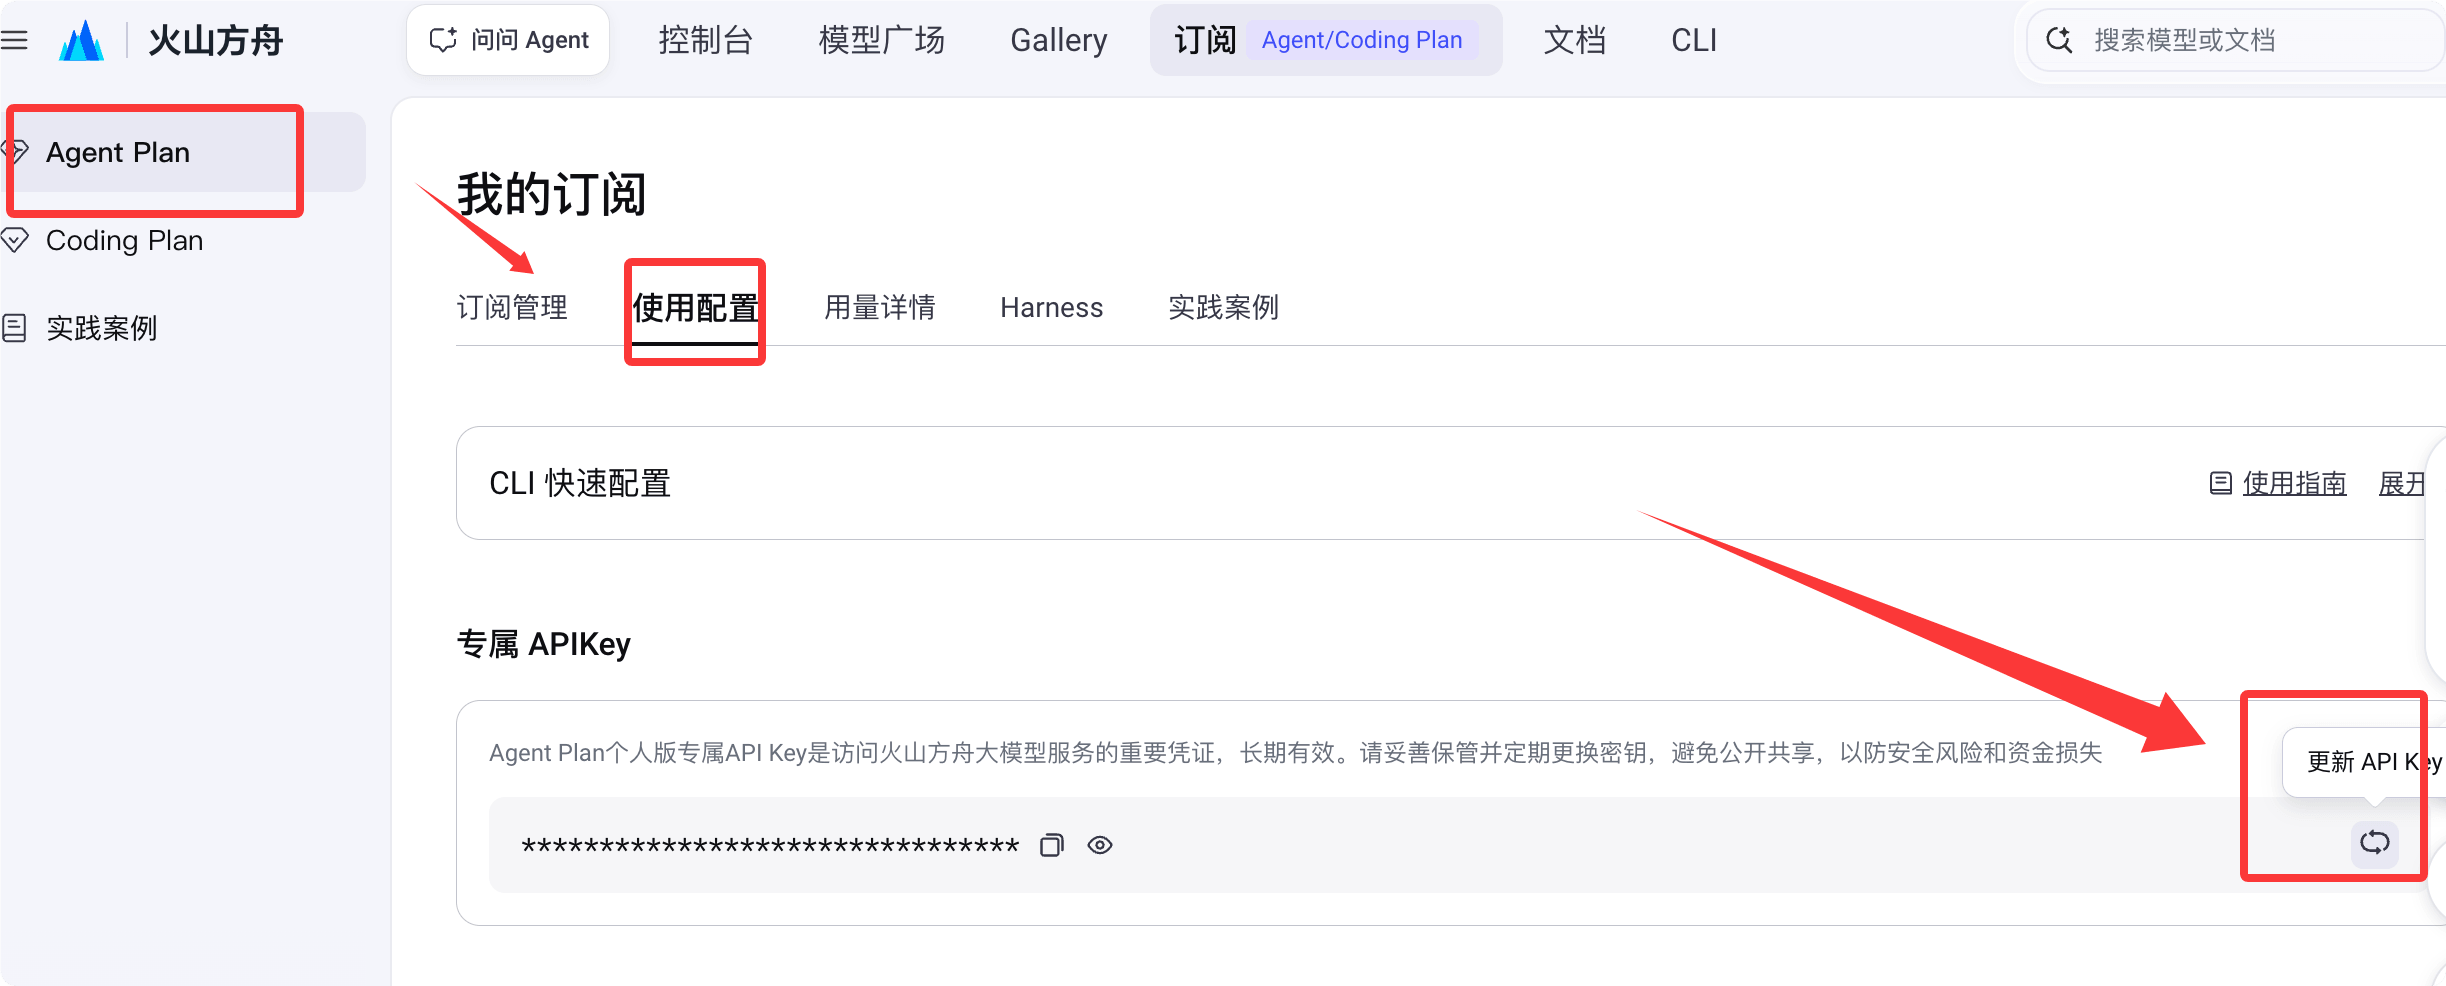 火山方舟
问问 Agent
控制台
模型广场
Gallery
订阅 Agent/Coding Plan
文档
CLI
搜索模型或文档
Agent Plan
Coding Plan
实践案例
我的订阅
订阅管理
使用配置
用量详情
Harness
实践案例
CLI 快速配置
使用指南
展开
专属 APIKey
Agent Plan个人版专属API Key是访问火山方舟大模型服务的重要凭证，长期有效。请妥善保管并定期更换密钥，避免公开共享，以防安全风险和资金损失
更新 API Key
********************************